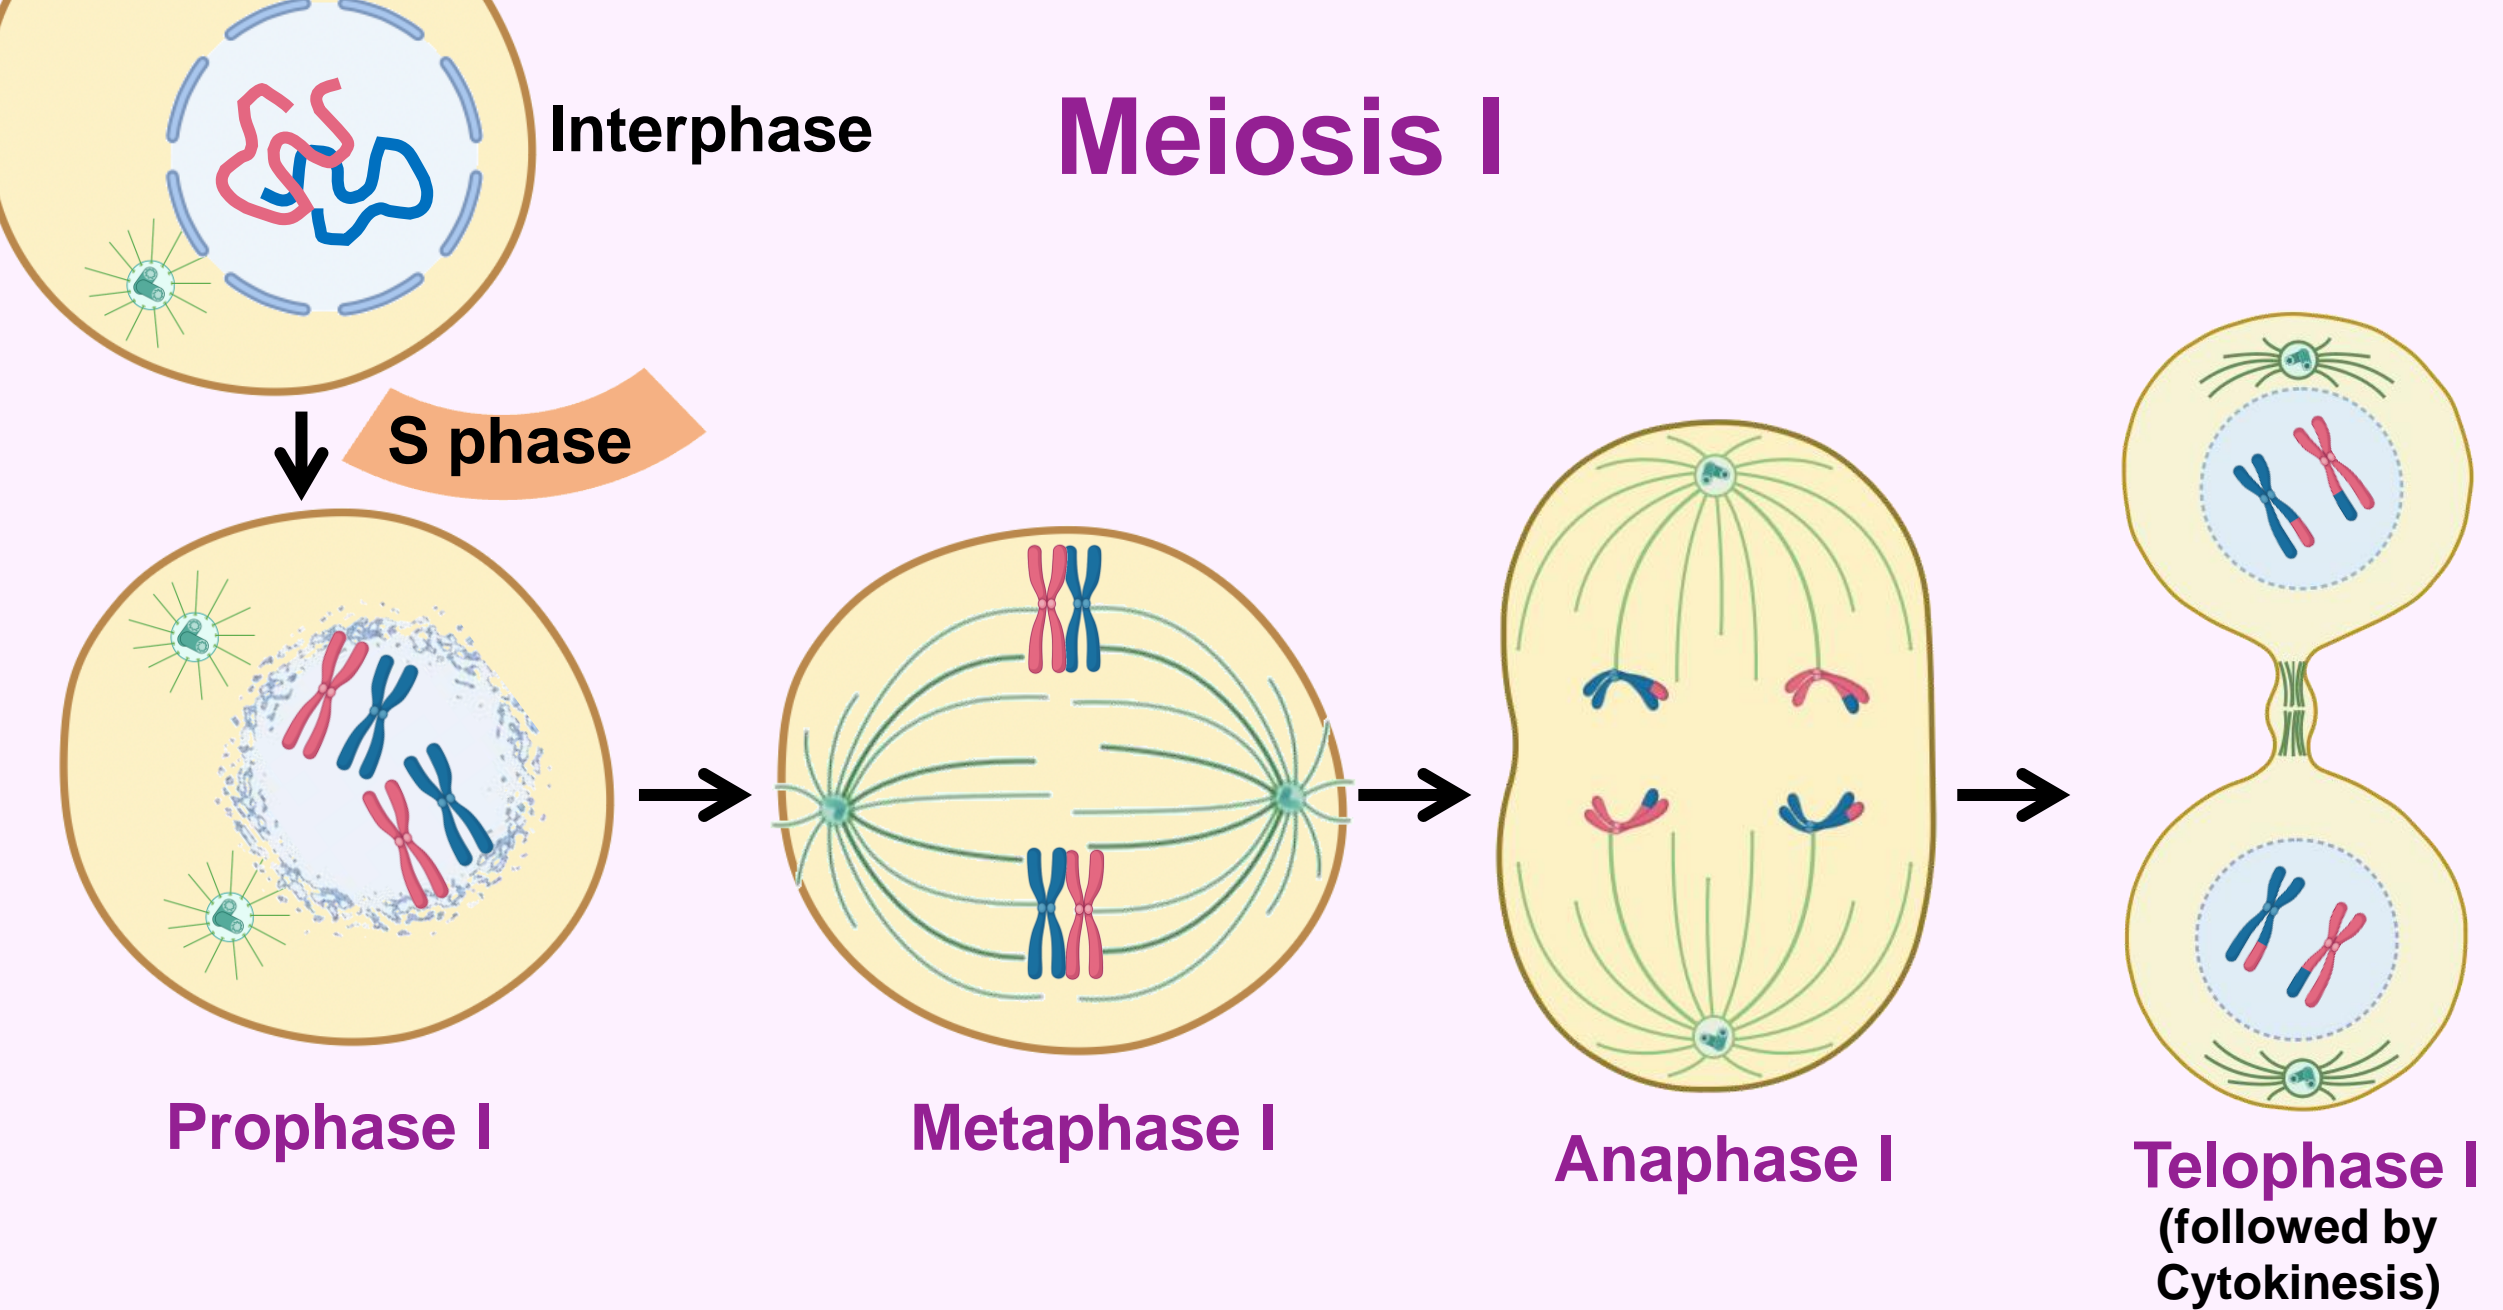 Interphase
Meiosis I
S phase
Prophase I
Metaphase I
Anaphase I
Telophase I
(followed by
Cytokinesis)